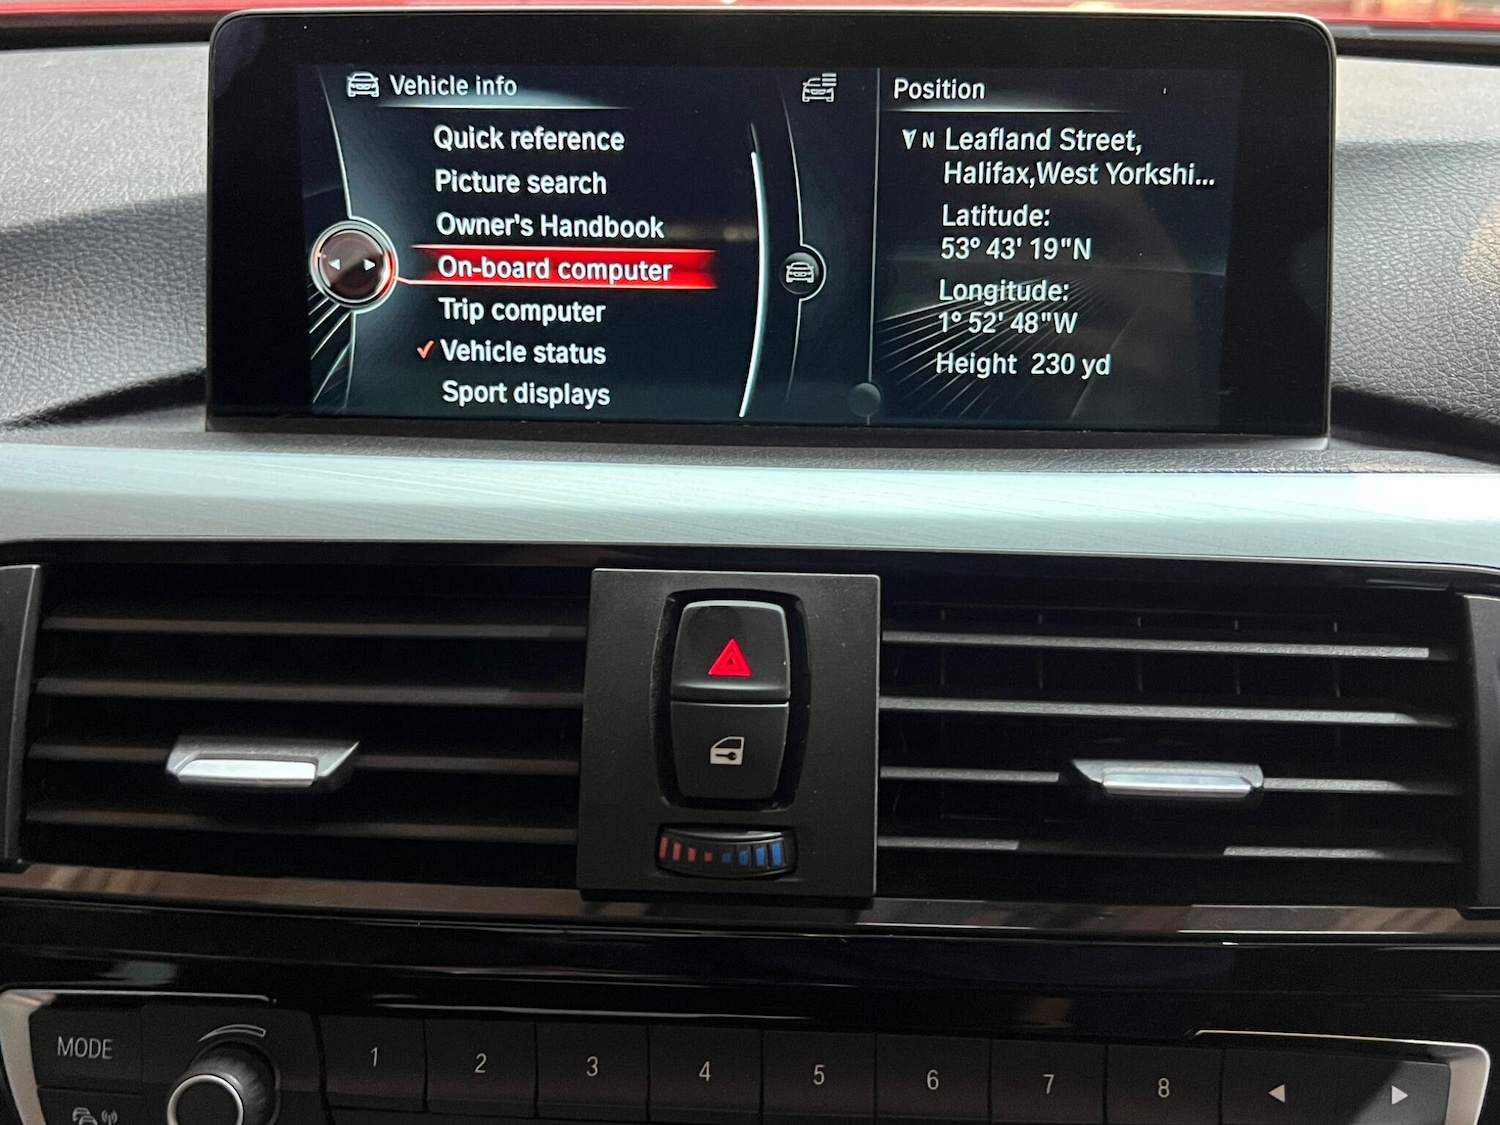 Vehicle info
Quick reference
Picture search
Owner's Handbook
On-board computer
Trip computer
Vehicle status
Sport displays
Position
N Leafland Street,
Halifax,West Yorkshi...
Latitude:
53° 43' 19"N
Longitude:
1° 52' 48"W
Height 230 yd
MODE
1 2 3 4 5 6 7 8